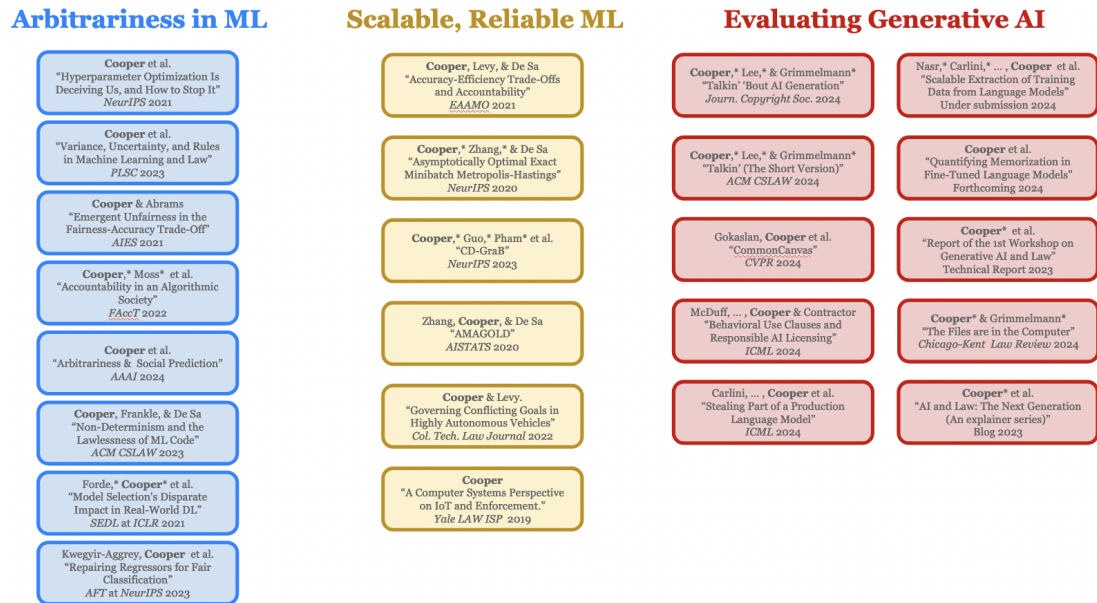 Arbitrariness in ML
Cooper et al.
“Hyperparameter Optimization Is
Deceiving Us, and How to Stop It”
NeurIPS 2021
Cooper et al.
“Variance, Uncertainty, and Rules
in Machine Learning and Law”
PLSC 2023
Cooper & Abrams
“Emergent Unfairness in the
Fairness-Accuracy Trade-Off”
AIES 2021
Cooper,* Moss* et al.
“Accountability in an Algorithmic
Society”
FAccT 2022
Cooper et al.
“Arbitrariness & Social Prediction”
AAAI 2024
Cooper, Frankle, & De Sa
“Non-Determinism and the
Lawlessness of ML Code”
ACM CSLAW 2023
Forde,* Cooper* et al.
“Model Selection's Disparate
Impact in Real-World DL”
SEDL at ICLR 2021
Kwegyir-Aggrey, Cooper et al.
“Repairing Regressors for Fair
Classification”
AFT at NeurIPS 2023
Scalable, Reliable ML
Cooper, Levy, & De Sa
“Accuracy-Efficiency Trade-Offs
and Accountability”
EAAMO 2021
Cooper,* Zhang,* & De Sa
“Asymptotically Optimal Exact
Minibatch Metropolis-Hastings”
NeurIPS 2020
Cooper,* Guo,* Pham* et al.
“CD-GraB”
NeurIPS 2023
Zhang, Cooper, & De Sa
“AMAGOLD”
AISTATS 2020
Cooper & Levy.
“Governing Conflicting Goals in
Highly Autonomous Vehicles”
Col. Tech. Law Journal 2022
Cooper
“A Computer Systems Perspective
on IoT and Enforcement.”
Yale LAW ISP 2019
Evaluating Generative AI
Cooper,* Lee,* & Grimmelmann*
“Talkin’ ‘Bout AI Generation”
Journ. Copyright Soc. 2024
Cooper,* Lee,* & Grimmelmann*
“Talkin’ (The Short Version)”
ACM CSLAW 2024
Gokaslan, Cooper et al.
“CommonCanvas”
CVPR 2024
McDuff, ... , Cooper & Contractor
“Behavioral Use Clauses and
Responsible AI Licensing”
ICML 2024
Carlini, ... , Cooper et al.
“Stealing Part of a Production
Language Model”
ICML 2024
Nasr,* Carlini,* ... , Cooper et al.
“Scalable Extraction of Training
Data from Language Models”
Under submission 2024
Cooper et al.
“Quantifying Memorization in
Fine-Tuned Language Models”
Forthcoming 2024
Cooper* et al.
“Report of the 1st Workshop on
Generative AI and Law”
Technical Report 2023
Cooper* & Grimmelmann*
“The Files are in the Computer”
Chicago-Kent Law Review 2024
Cooper* et al.
“AI and Law: The Next Generation
(An explainer series)”
Blog 2023